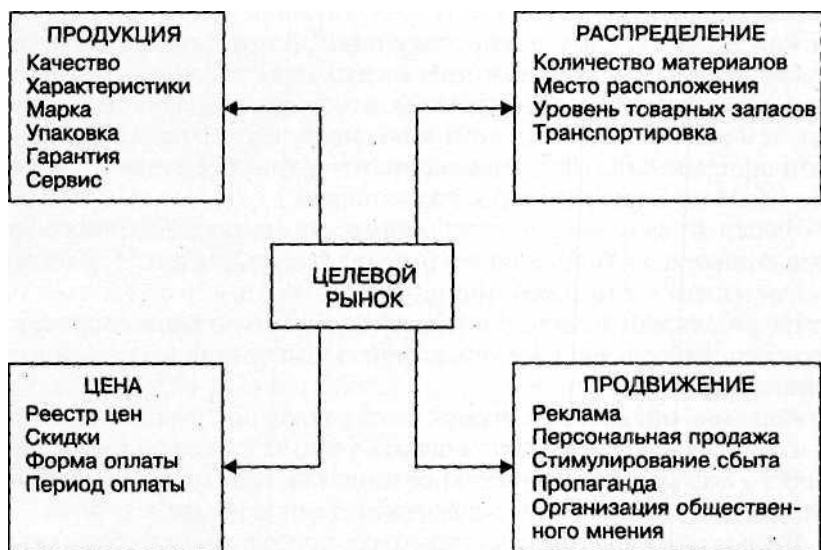 ПРОДУКЦИЯ
Качество
Характеристики
Марка
Упаковка
Гарантия
Сервис
РАСПРЕДЕЛЕНИЕ
Количество материалов
Место расположения
Уровень товарных запасов
Транспортировка
ЦЕЛЕВОЙ
РЫНОК
ЦЕНА
Реестр цен
Скидки
Форма оплаты
Период оплаты
ПРОДВИЖЕНИЕ
Реклама
Персональная продажа
Стимулирование сбыта
Пропаганда
Организация обществен-
ного мнения